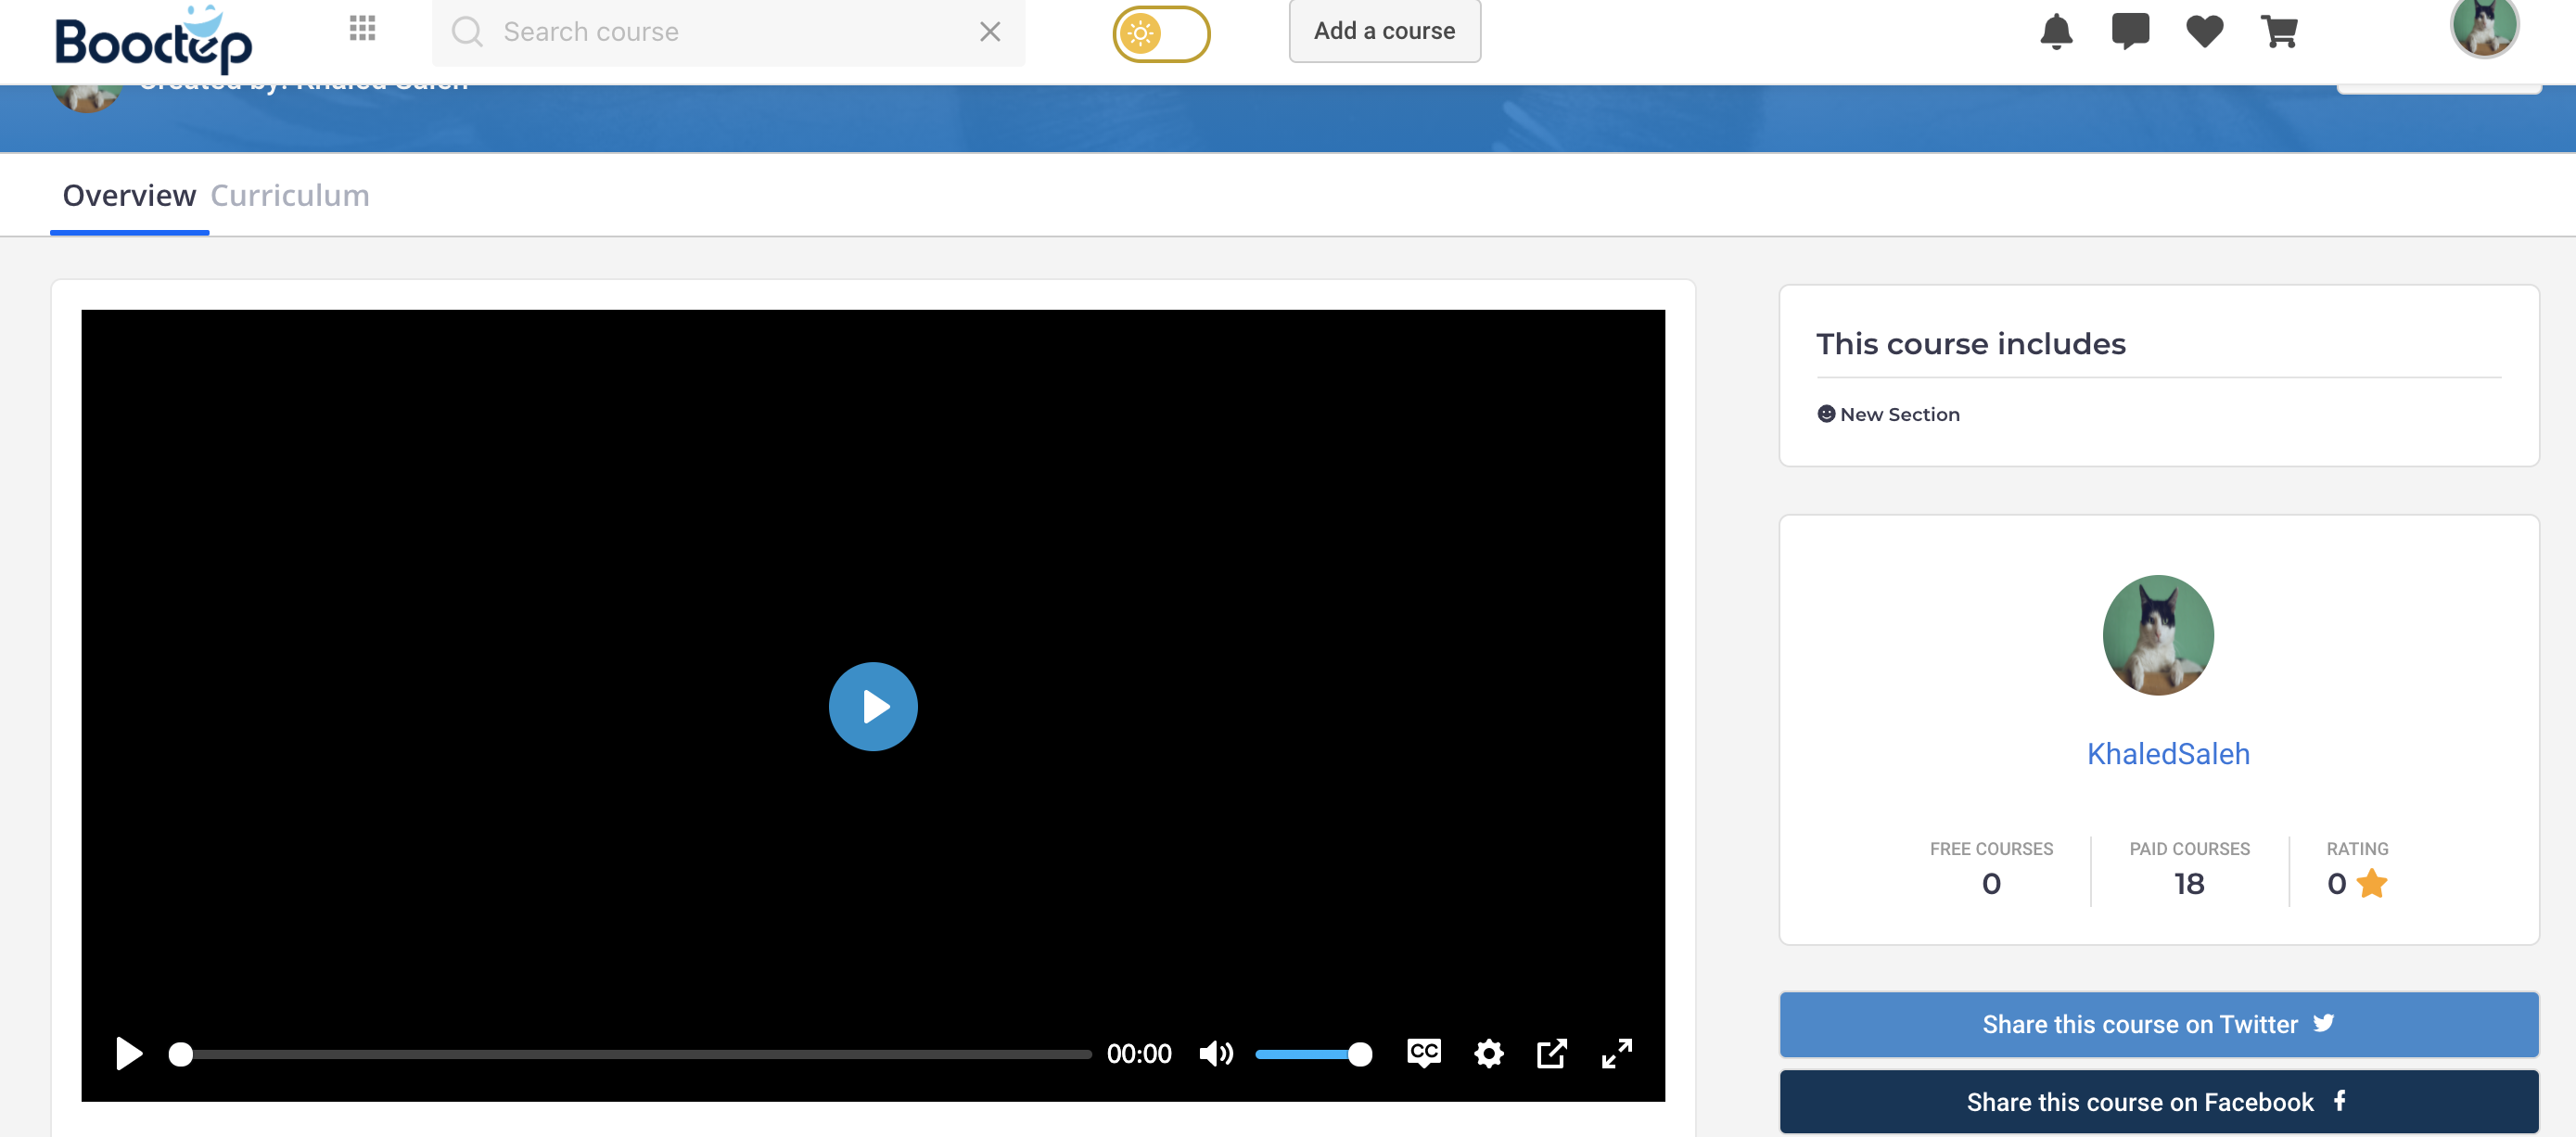 Booctep
Search course
Add a course
Created by: Khaled Saleh
Overview
Curriculum
This course includes
New Section
KhaledSaleh
FREE COURSES
0
PAID COURSES
18
RATING
0
00:00
CC
Share this course on Twitter
Share this course on Facebook